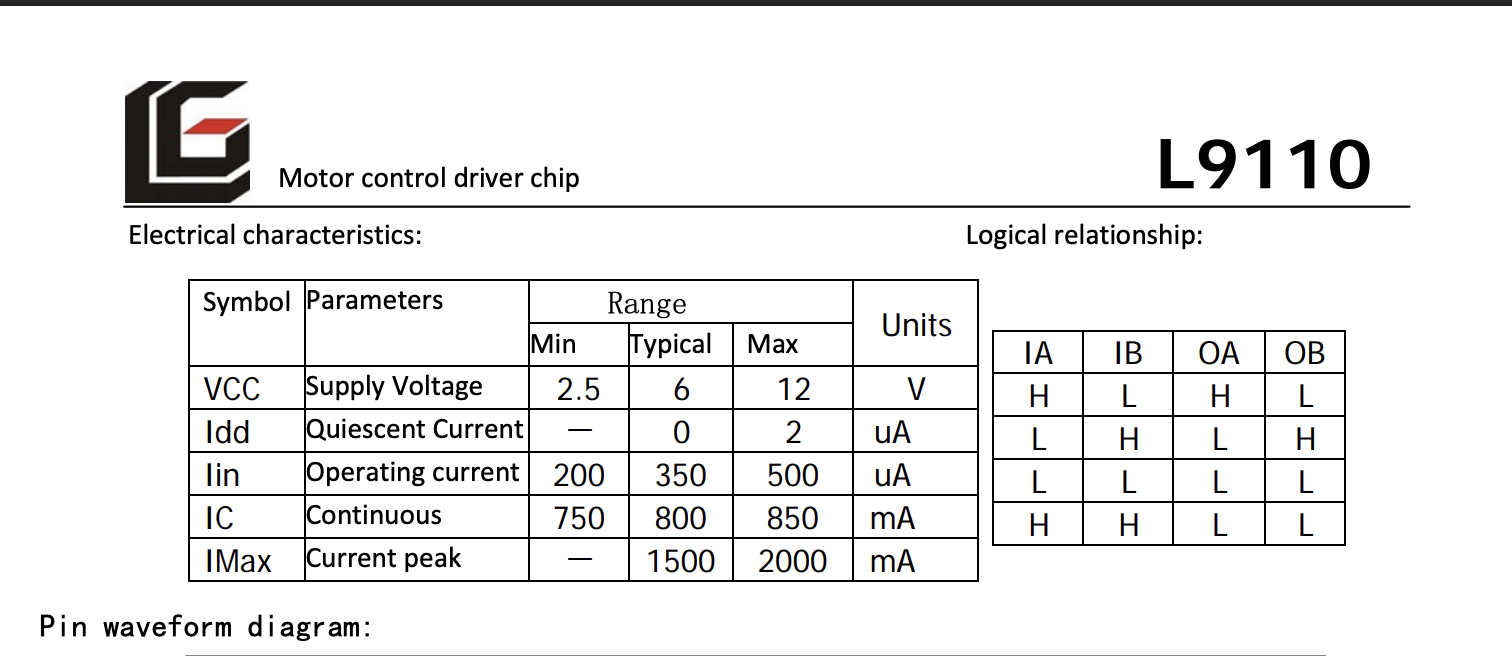 Motor control driver chip L9110
Electrical characteristics: Logical relationship:
Symbol Parameters Range Units
Min Typical Max
VCC Supply Voltage 2.5 6 12 V
Idd Quiescent Current — 0 2 uA
Iin Operating current 200 350 500 uA
IC Continuous 750 800 850 mA
IMax Current peak — 1500 2000 mA
IA IB OA OB
H L H L
L H L H
L L L L
H H L L
Pin waveform diagram: